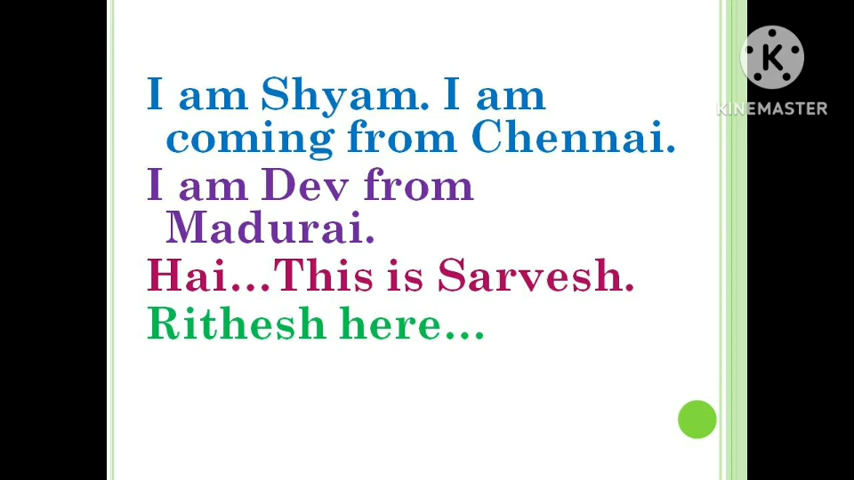 I am Shyam. I am
coming from Chennai.
I am Dev from
Madurai.
Hai...This is Sarvesh.
Rithesh here...
K
KINEMASTER